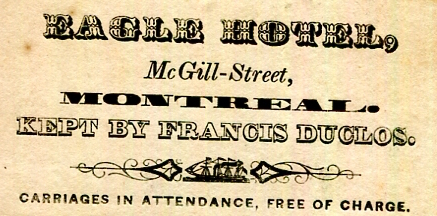 EAGLE HOTEL,
McGill-Street,
MONTREAL.
KEPT BY FRANCIS DUCLOS.
CARRIAGES IN ATTENDANCE, FREE OF CHARGE.